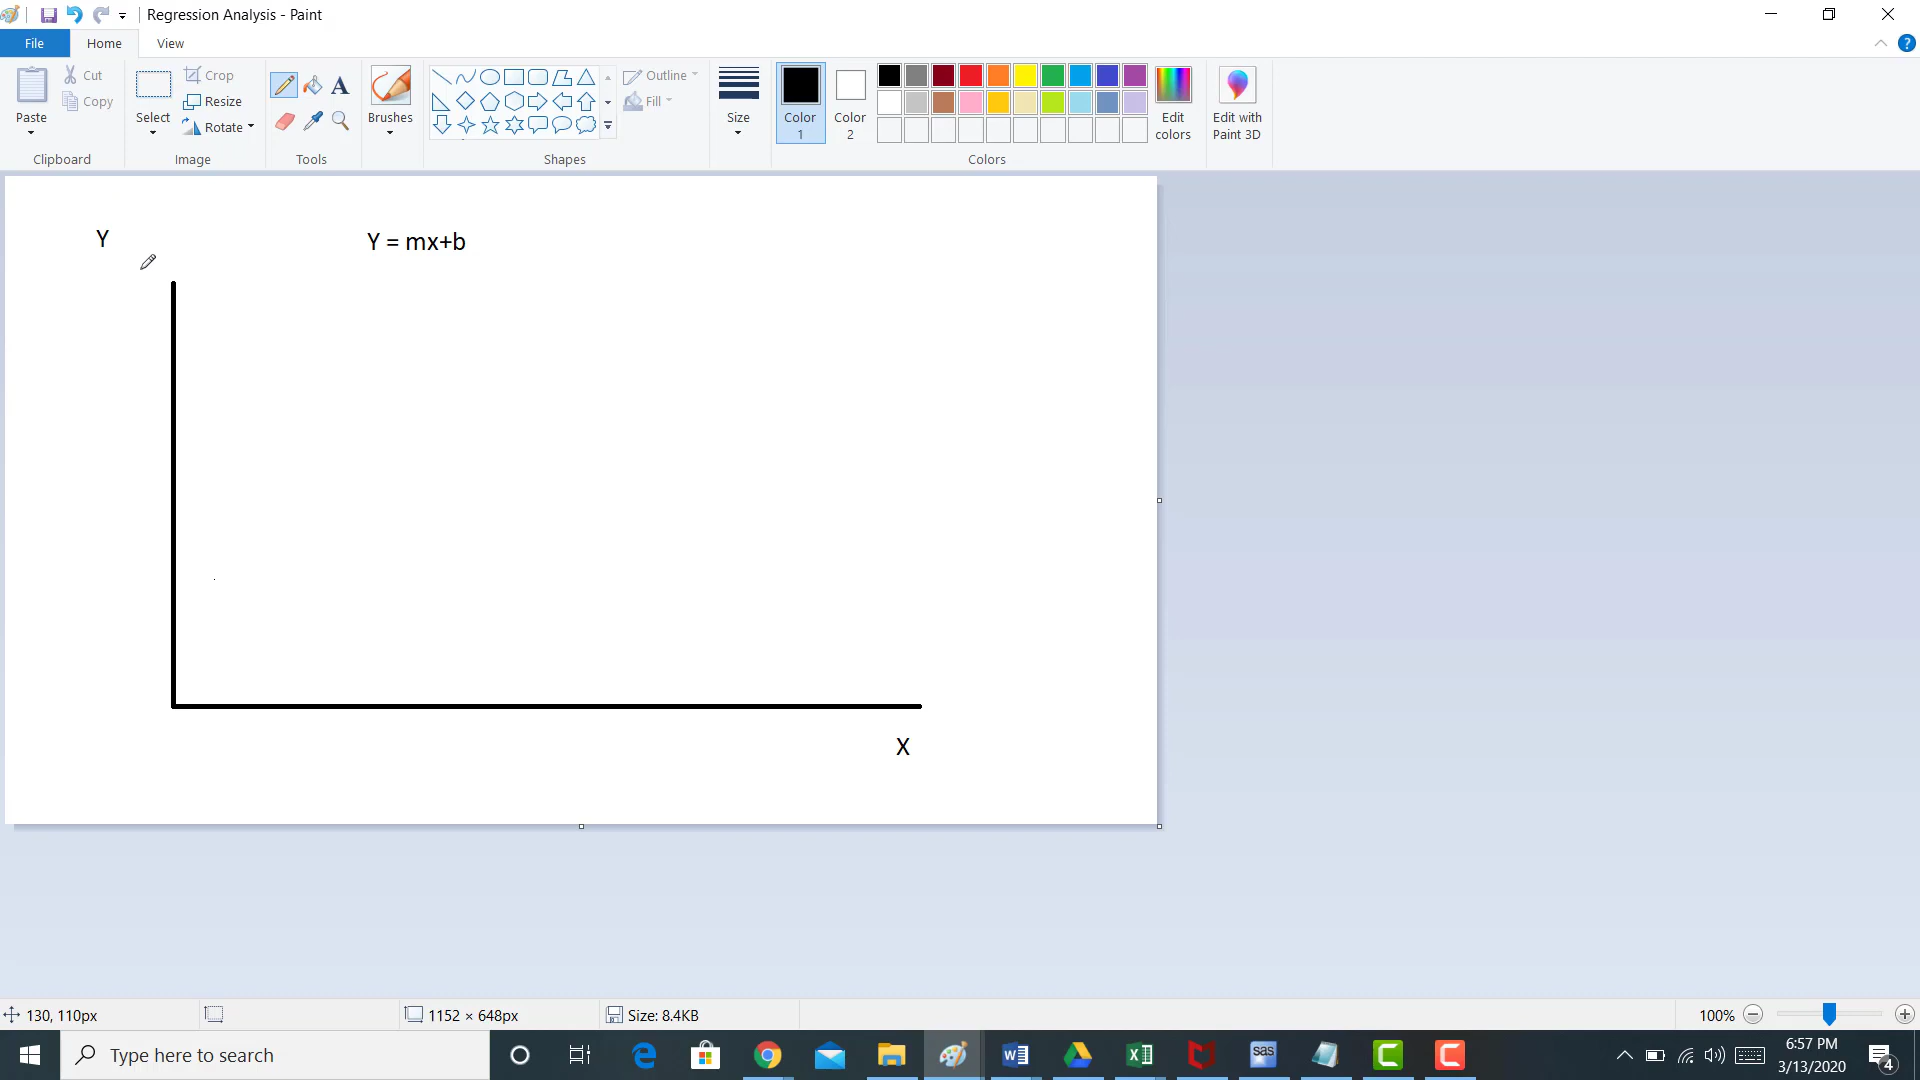 Regression Analysis - Paint
File Home View
Paste Cut Copy Clipboard
Select Crop Resize Rotate Image
A Tools
Brushes
Outline Fill Shapes
Size
Color 1 Color 2 Edit colors Colors
Edit with Paint 3D
?
Y
Y = mx+b
X
130, 110px 1152 × 648px Size: 8.4KB 100%
Type here to search
sas
6:57 PM
3/13/2020
4